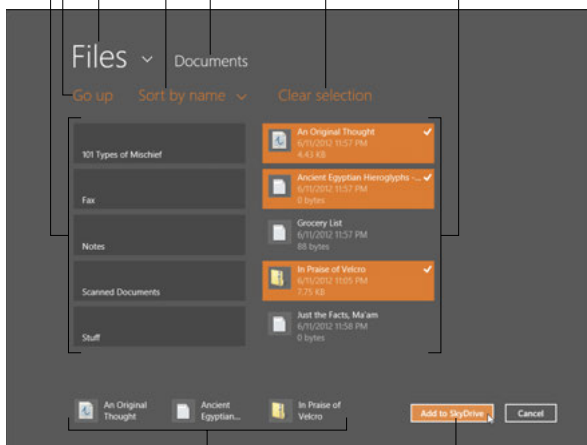 Files Documents
Go up Sort by name Clear selection
101 Types of Mischief
Fax
Notes
Scanned Documents
Stuff
An Original Thought
6/11/2012 11:57 PM
4.43 KB
Ancient Egyptian Hieroglyphs -...
6/11/2012 11:57 PM
0 bytes
Grocery List
6/11/2012 11:57 PM
88 bytes
In Praise of Velcro
6/11/2012 11:05 PM
7.75 KB
Just the Facts, Ma'am
6/11/2012 11:58 PM
0 bytes
An Original
Thought
Ancient
Egyptian...
In Praise of
Velcro
Add to SkyDrive
Cancel